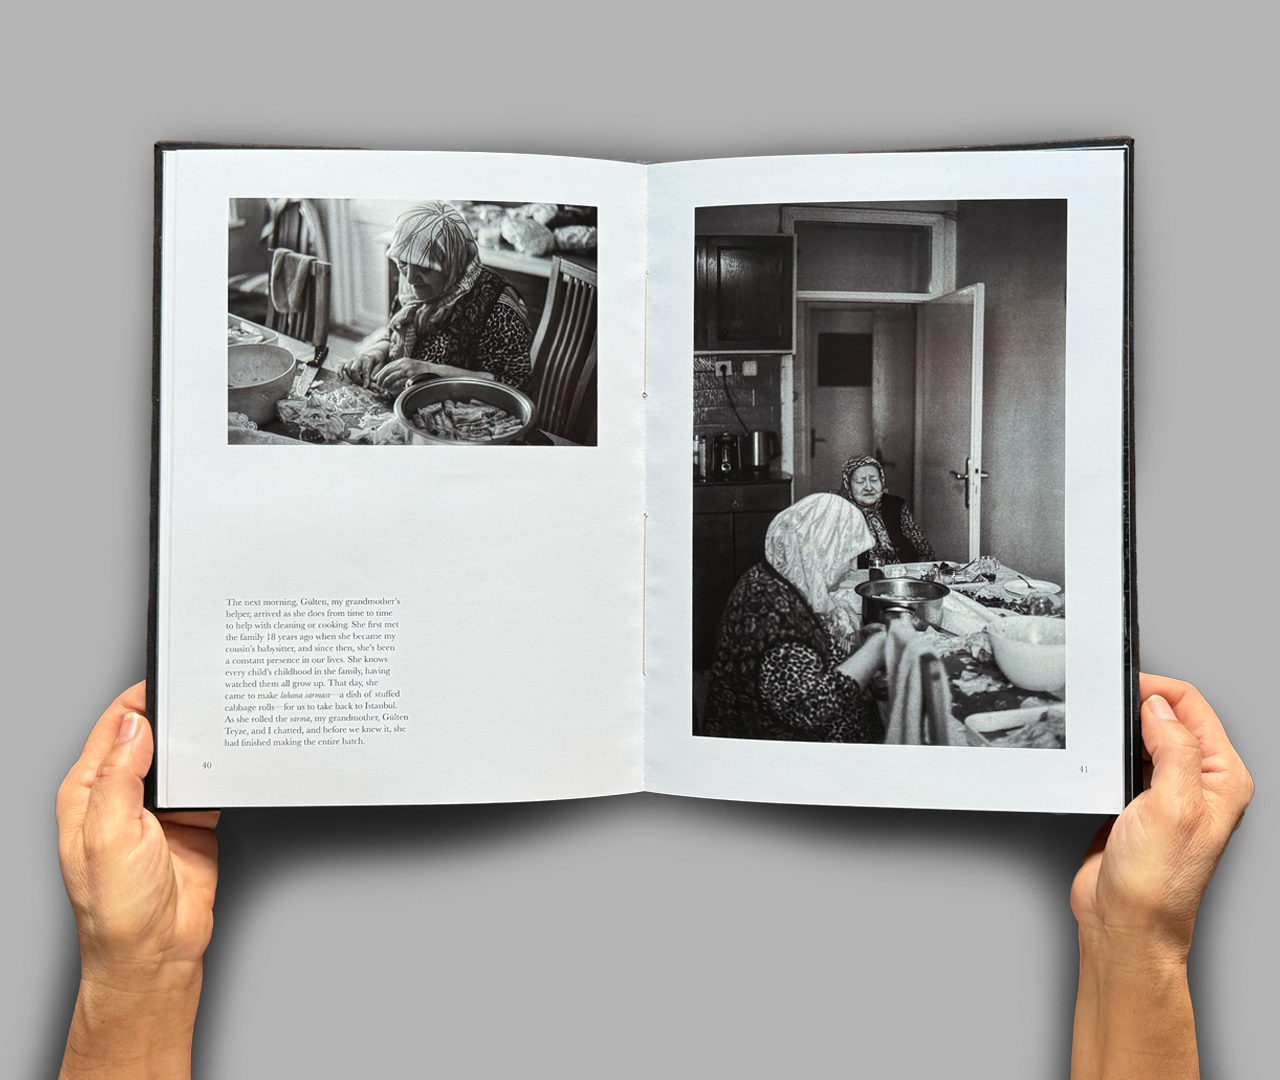 The next morning, Gülten, my grandmother's
helper, arrived as she does from time to time
to help with cleaning or cooking. She first met
the family 18 years ago when she became my
cousin's babysitter, and since then, she's been
a constant presence in our lives. She knows
every child's childhood in the family, having
watched them all grow up. That day, she
came to make lahana sarması—a dish of stuffed
cabbage rolls—for us to take back to Istanbul.
As she rolled the sarma, my grandmother, Gülten
Teyze, and I chatted, and before we knew it, she
had finished making the entire batch.
40
41